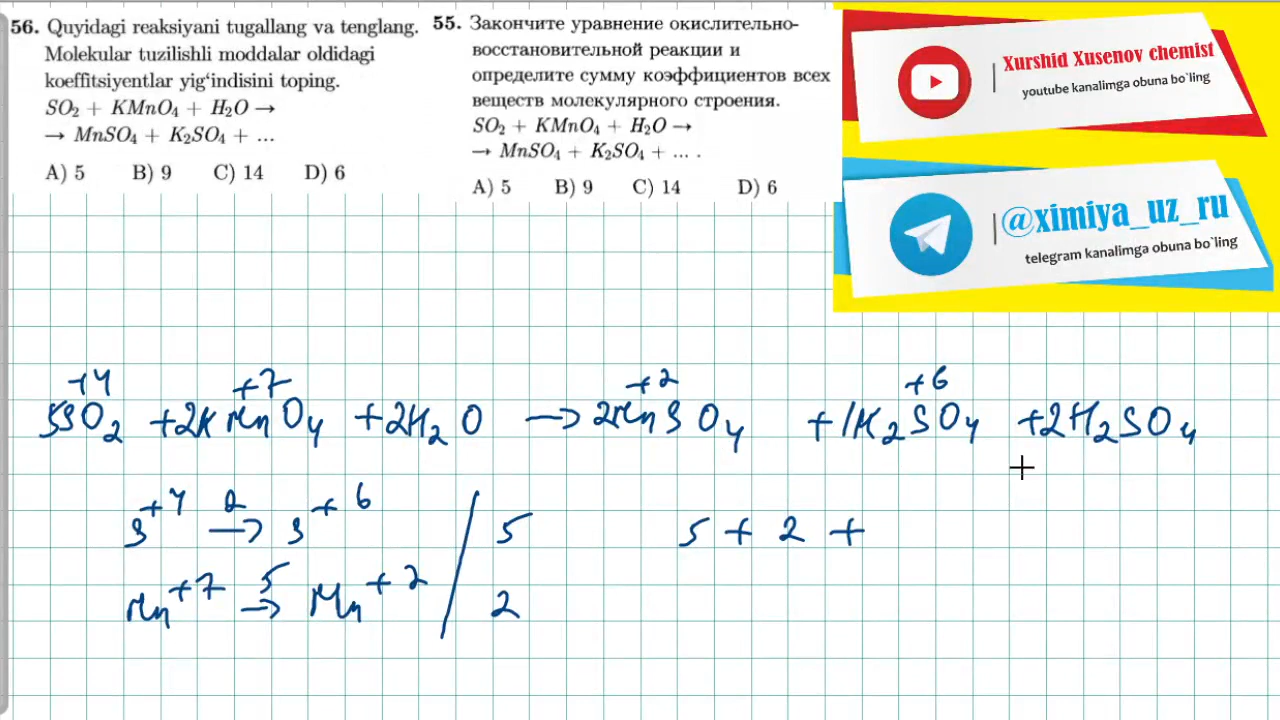 56. Quyidagi reaksiyani tugallang va tenglang.
Molekular tuzilishli moddalar oldidagi
koeffitsiyentlar yig‘indisini toping.
SO₂ + KMnO₄ + H₂O →
→ MnSO₄ + K₂SO₄ + ...
A) 5 B) 9 C) 14 D) 6
55. Закончите уравнение окислительно-
восстановительной реакции и
определите сумму коэффициентов всех
веществ молекулярного строения.
SO₂ + KMnO₄ + H₂O →
→ MnSO₄ + K₂SO₄ + ... .
A) 5 B) 9 C) 14 D) 6
Xurshid Xusenov chemist
youtube kanalimga obuna bo`ling
@ximiya_uz_ru
telegram kanalimga obuna bo`ling
+4 +7 +2 +6
5SO₂ +2KMnO₄ +2H₂O → 2MnSO₄ +1K₂SO₄ +2H₂SO₄
S⁺⁴ 2→ S⁺⁶ / 5 5 + 2 +
Mn⁺⁷ 5→ Mn⁺² / 2